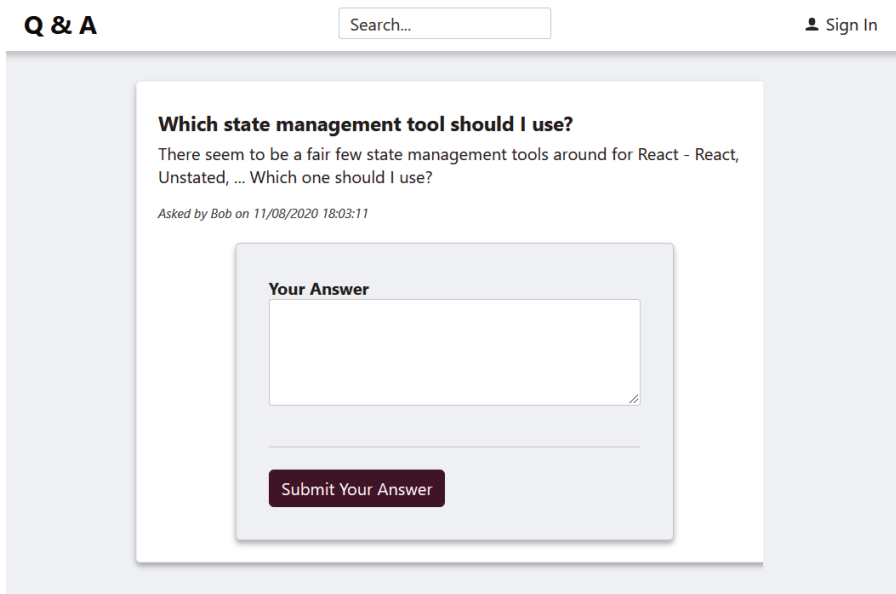 Q & A
Search...
Sign In
Which state management tool should I use?
There seem to be a fair few state management tools around for React - React,
Unstated, ... Which one should I use?
Asked by Bob on 11/08/2020 18:03:11
Your Answer
Submit Your Answer